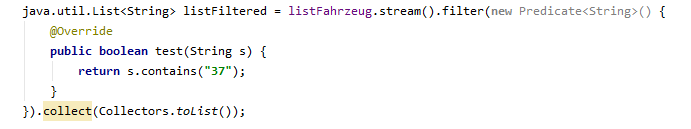 java.util.List<String> listFiltered = listFahrzeug.stream().filter(new Predicate<String>() {
@Override
public boolean test(String s) {
return s.contains("37");
}
}).collect(Collectors.toList());